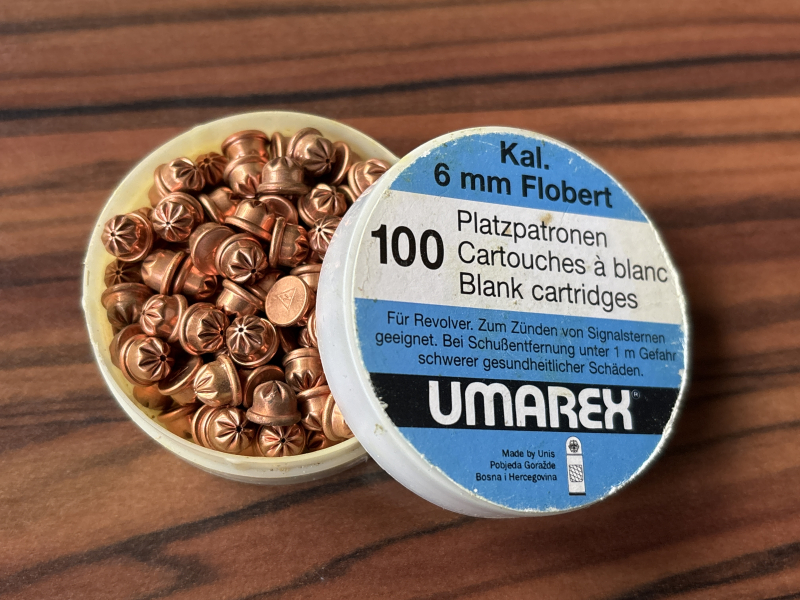 Kal.
6 mm Flobert
100
Platzpatronen
Cartouches à blanc
Blank cartridges
Für Revolver. Zum Zünden von Signalsternen
geeignet. Bei Schußentfernung unter 1 m Gefahr
schwerer gesundheitlicher Schäden.
UMAREX®
Made by Unis
Pobjeda Goražde
Bosna i Hercegovina